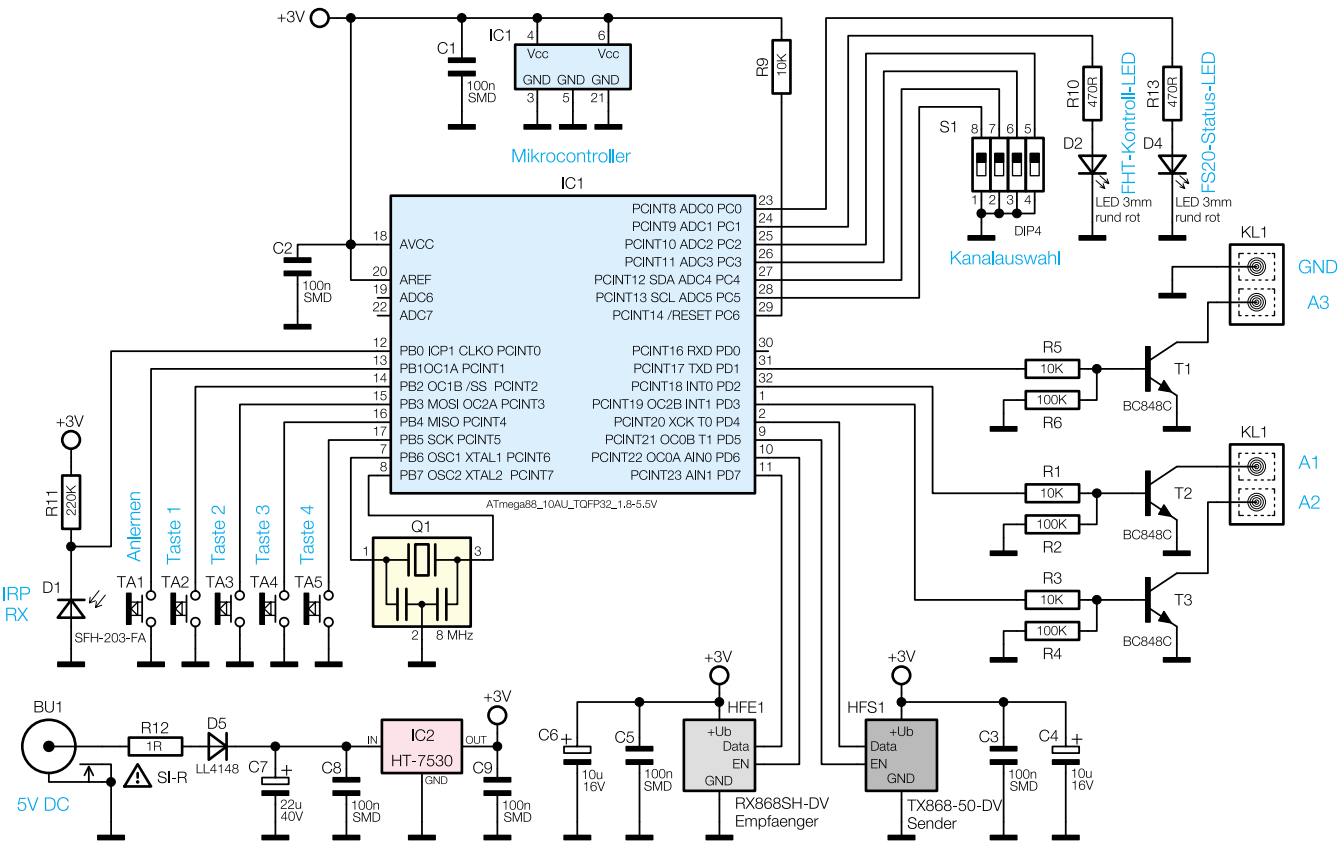 +3V
C1
100n
SMD
IC1
4
6
Vcc
Vcc
GND GND GND
3
5
21
Mikrocontroller
R9
10K
S1
8 7 6 5
1 2 3 4
DIP4
Kanalauswahl
R10
470R
D2
FHT-Kontroll-LED
LED 3mm
rund rot
R13
470R
D4
FS20-Status-LED
LED 3mm
rund rot
IC1
C2
100n
SMD
18 AVCC
20 AREF
19 ADC6
22 ADC7
12 PB0 ICP1 CLKO PCINT0
13 PB1OC1A PCINT1
14 PB2 OC1B /SS PCINT2
15 PB3 MOSI OC2A PCINT3
16 PB4 MISO PCINT4
17 PB5 SCK PCINT5
7 PB6 OSC1 XTAL1 PCINT6
8 PB7 OSC2 XTAL2 PCINT7
PCINT8 ADC0 PC0 23
PCINT9 ADC1 PC1 24
PCINT10 ADC2 PC2 25
PCINT11 ADC3 PC3 26
PCINT12 SDA ADC4 PC4 27
PCINT13 SCL ADC5 PC5 28
PCINT14 /RESET PC6 29
PCINT16 RXD PD0 30
PCINT17 TXD PD1 31
PCINT18 INT0 PD2 32
PCINT19 OC2B INT1 PD3 1
PCINT20 XCK T0 PD4 2
PCINT21 OC0B T1 PD5 9
PCINT22 OC0A AIN0 PD6 10
PCINT23 AIN1 PD7 11
ATmega88_10AU_TQFP32_1.8-5.5V
KL1
GND
A3
R5
10K
100K
R6
T1
BC848C
KL1
A1
A2
R1
10K
100K
R2
T2
BC848C
R3
10K
100K
R4
T3
BC848C
+3V
R11
220K
D1
IRP
RX
SFH-203-FA
Anlernen
Taste 1
Taste 2
Taste 3
Taste 4
TA1
TA2
TA3
TA4
TA5
Q1
1
3
2
8 MHz
BU1
5V DC
R12
1R
SI-R
D5
LL4148
C7
+
22u
40V
C8
100n
SMD
IN
IC2
HT-7530
OUT
GND
+3V
C9
100n
SMD
C6
+
10u
16V
C5
100n
SMD
+3V
HFE1
+Ub
Data
EN
GND
RX868SH-DV
Empfaenger
+3V
HFS1
+Ub
Data
EN
GND
TX868-50-DV
Sender
C3
100n
SMD
C4
+
10u
16V